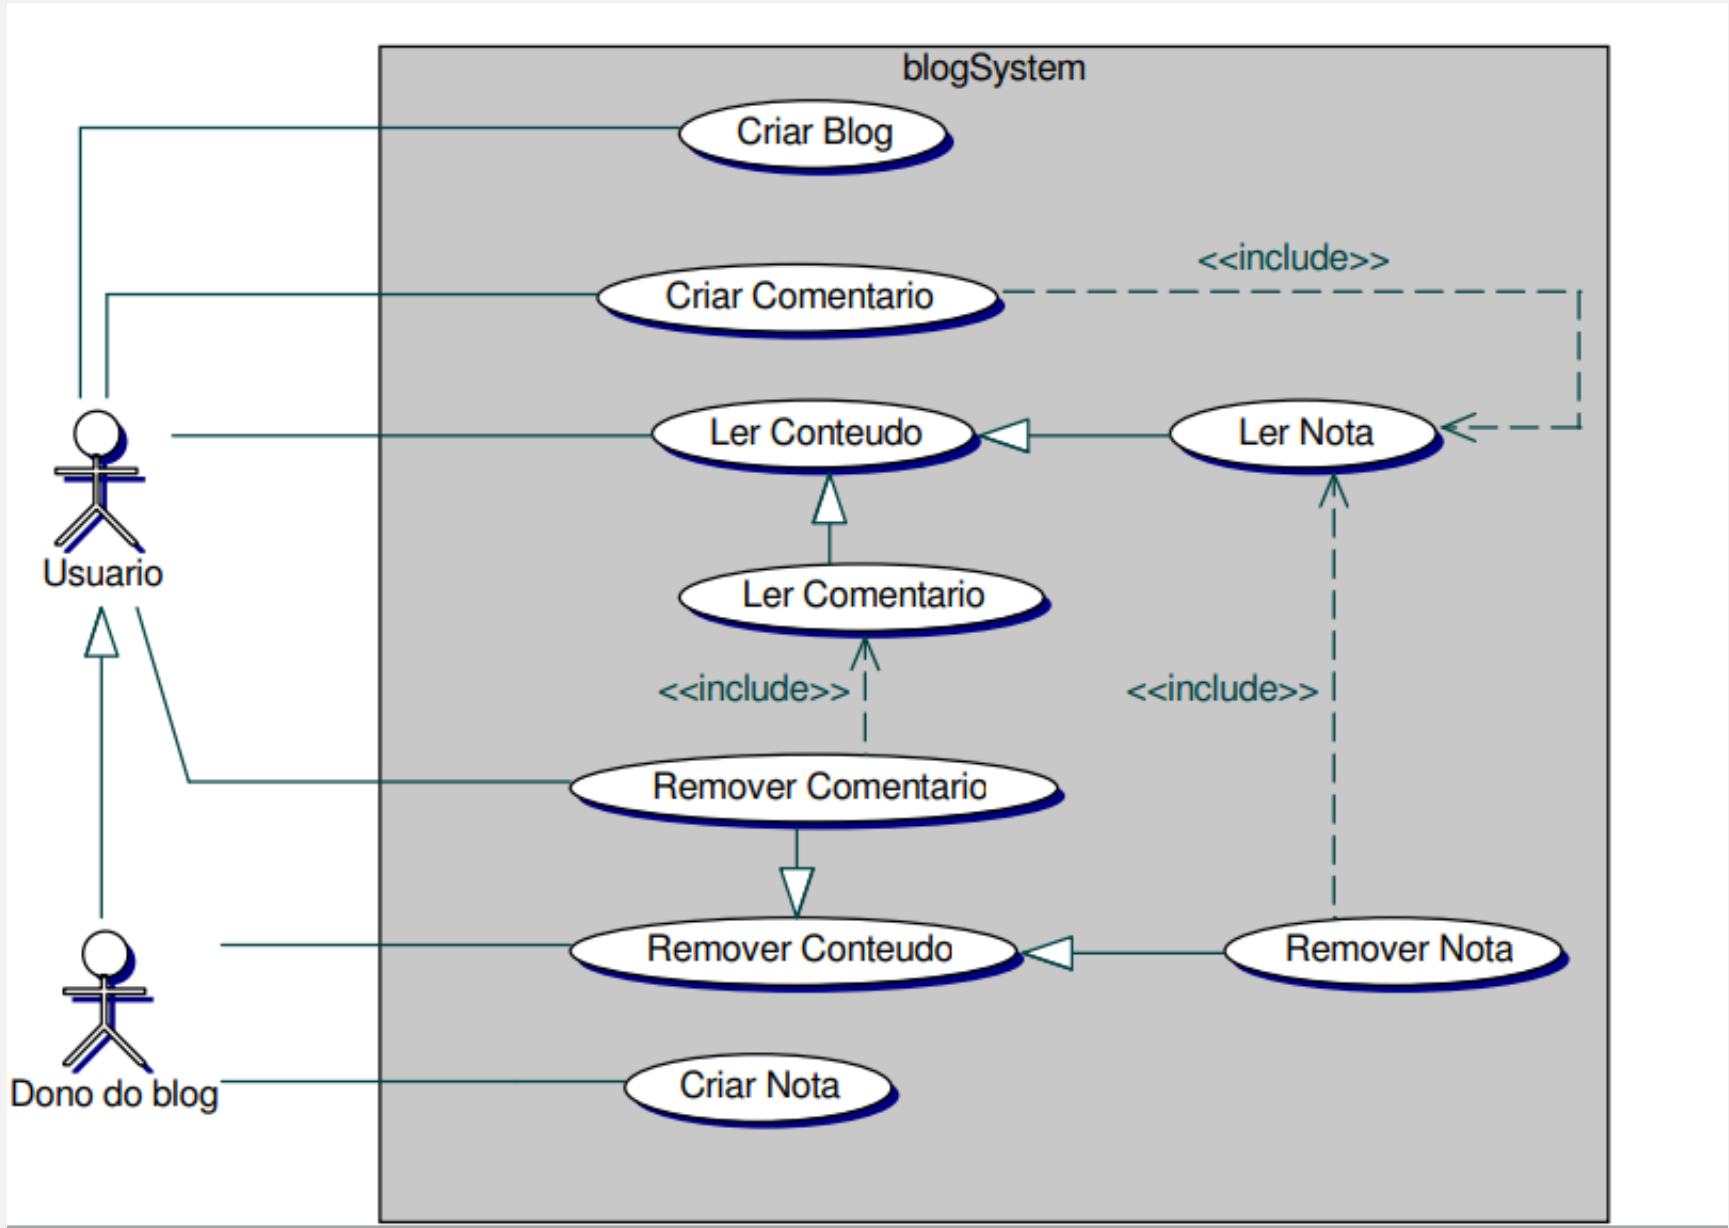 blogSystem
Criar Blog
<<include>>
Criar Comentario
Ler Conteudo
Ler Nota
Usuario
Ler Comentario
<<include>>
<<include>>
Remover Comentario
Remover Conteudo
Remover Nota
Criar Nota
Dono do blog